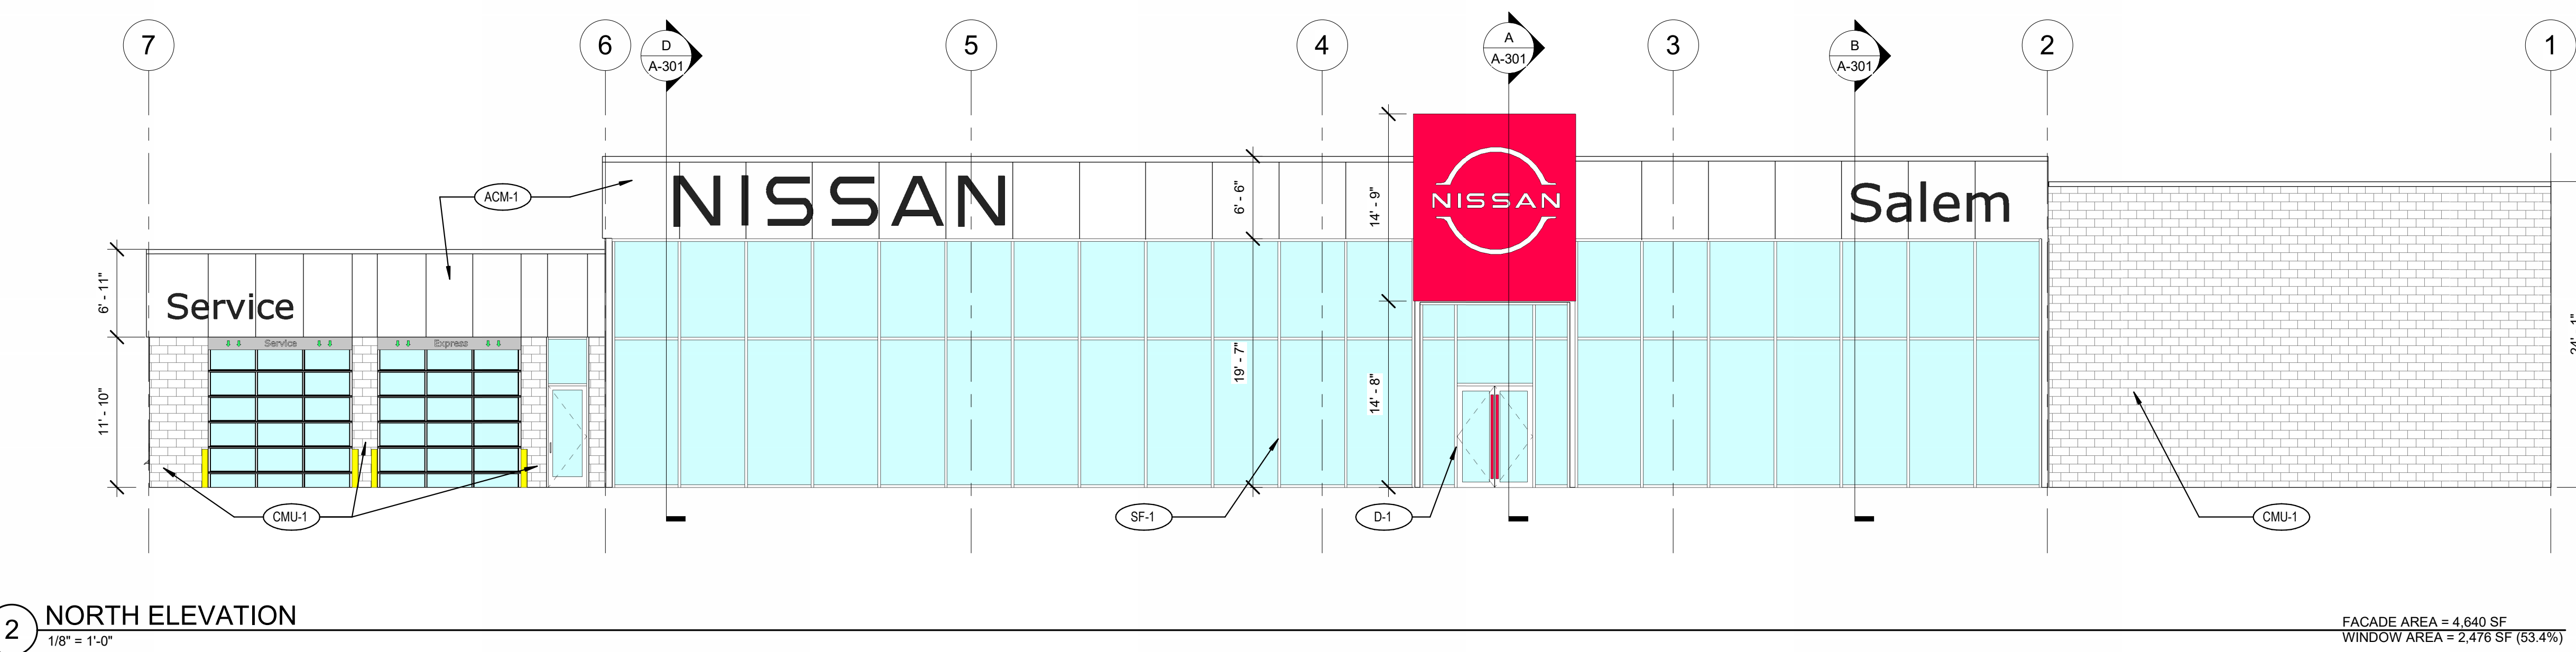 7
6
D
A-301
5
4
A
A-301
3
B
A-301
2
1
ACM-1
NISSAN
6' - 6"
14' - 9"
NISSAN
Salem
6' - 11"
Service
Service
Express
11' - 10"
19' - 7"
14' - 8"
24' - 1"
CMU-1
SF-1
D-1
CMU-1
2
NORTH ELEVATION
1/8" = 1'-0"
FACADE AREA = 4,640 SF
WINDOW AREA = 2,476 SF (53.4%)